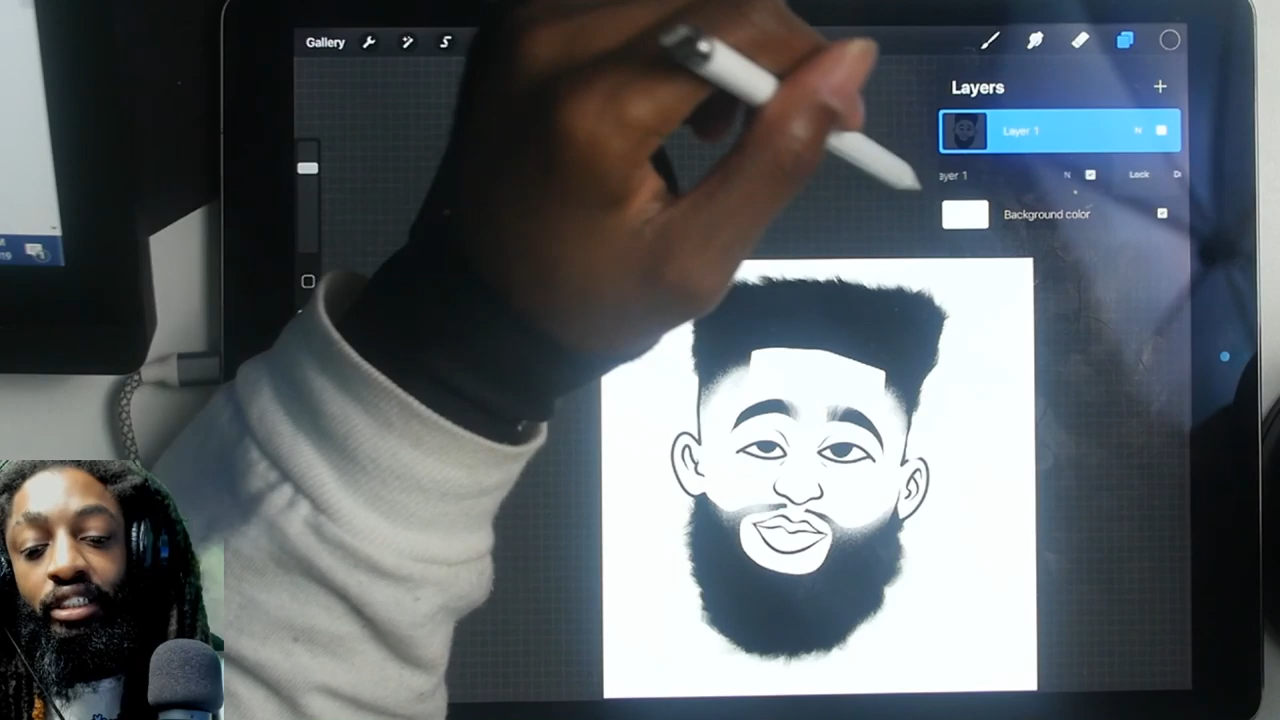 Gallery
Layers
Layer 1 N
ayer 1 N Lock
Background color